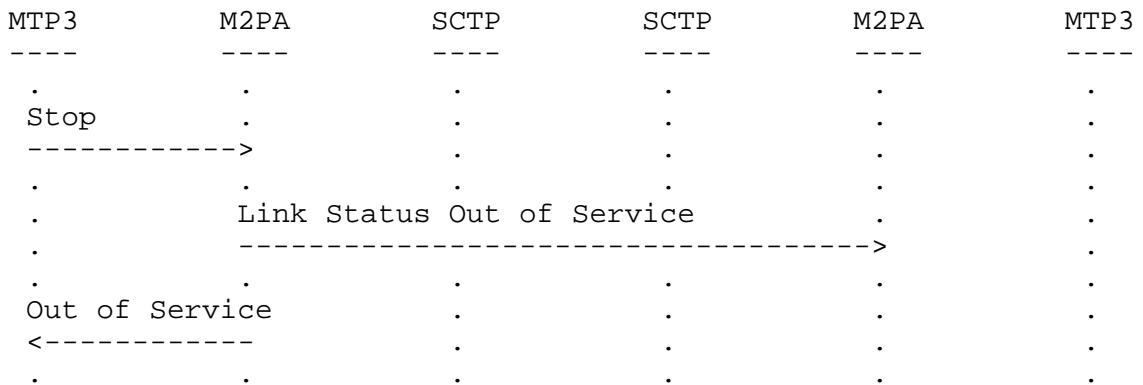 MTP3        M2PA        SCTP        SCTP        M2PA        MTP3
----        ----        ----        ----        ----        ----
 .           .           .           .           .           .
Stop         .           .           .           .           .
------------>            .           .           .           .
 .           .           .           .           .           .
 .           Link Status Out of Service          .           .
 .           ------------------------------------>           .
 .           .           .           .           .           .
Out of Service           .           .           .           .
<------------            .           .           .           .
 .           .           .           .           .           .